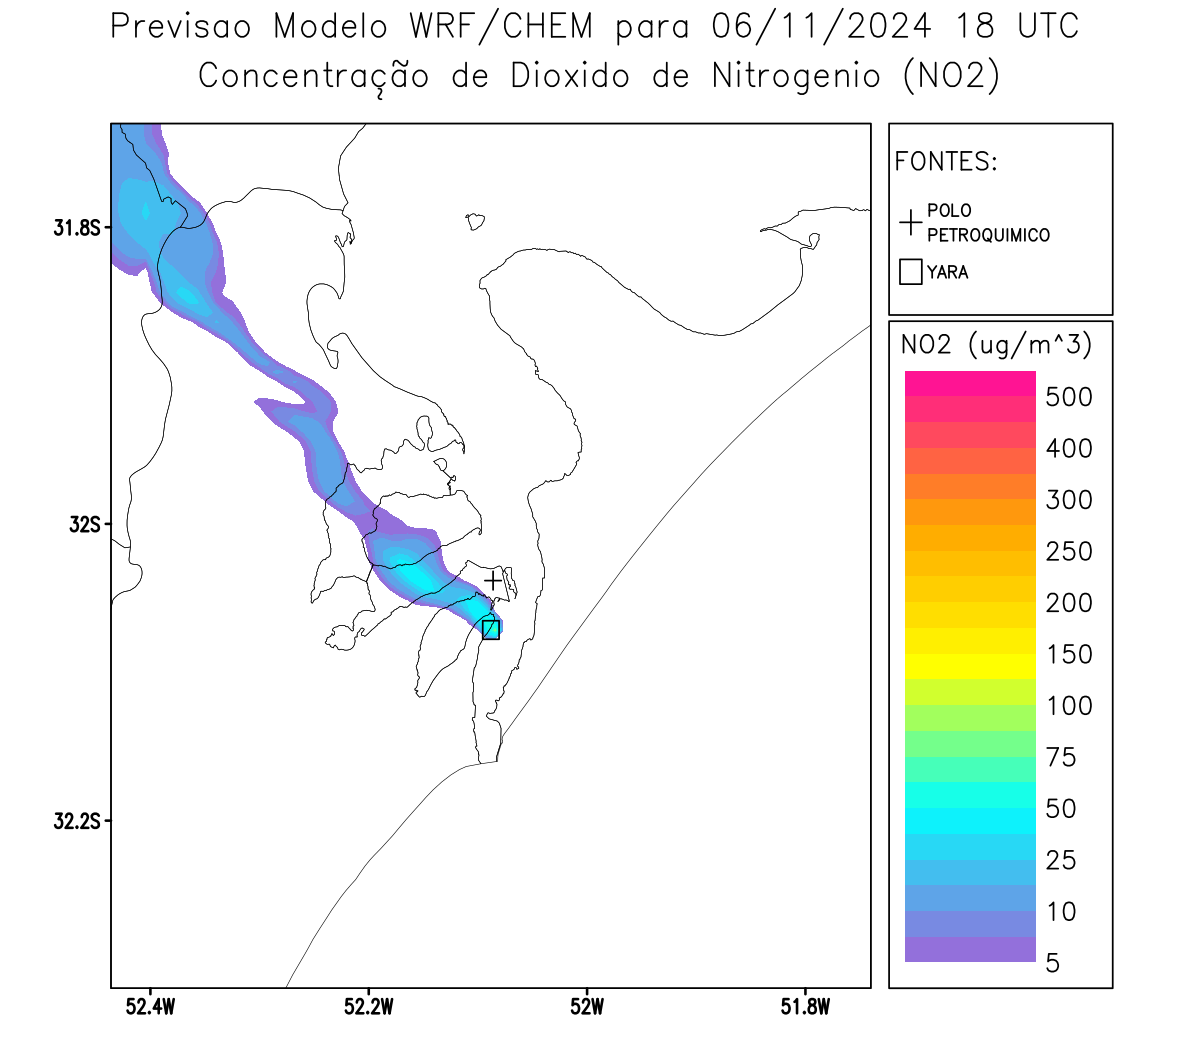 Previsao Modelo WRF/CHEM para 06/11/2024 18 UTC
Concentração de Dioxido de Nitrogenio (NO2)
FONTES:
POLO
PETROQUIMICO
YARA
NO2 (ug/m^3)
500
400
300
250
200
150
100
75
50
25
10
5
31.8S
32S
32.2S
52.4W
52.2W
52W
51.8W